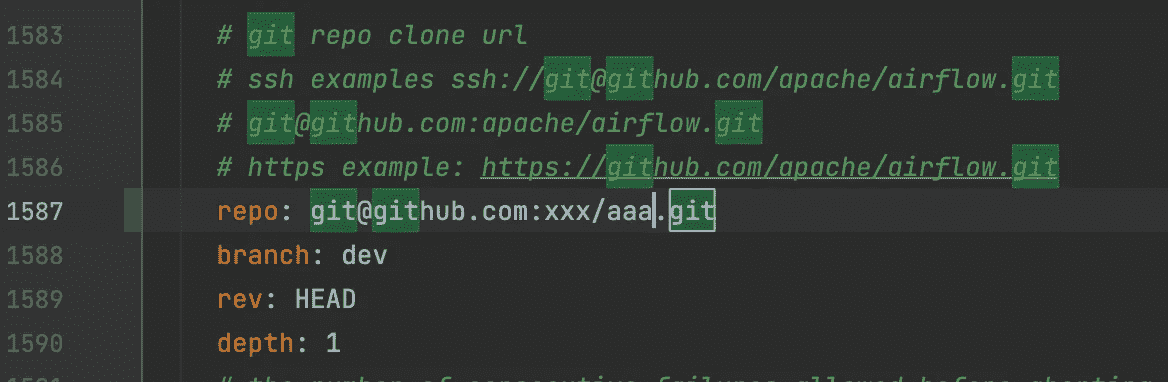 1583 # git repo clone url
1584 # ssh examples ssh://git@github.com/apache/airflow.git
1585 # git@github.com:apache/airflow.git
1586 # https example: https://github.com/apache/airflow.git
1587 repo: git@github.com:xxx/aaa.git
1588 branch: dev
1589 rev: HEAD
1590 depth: 1